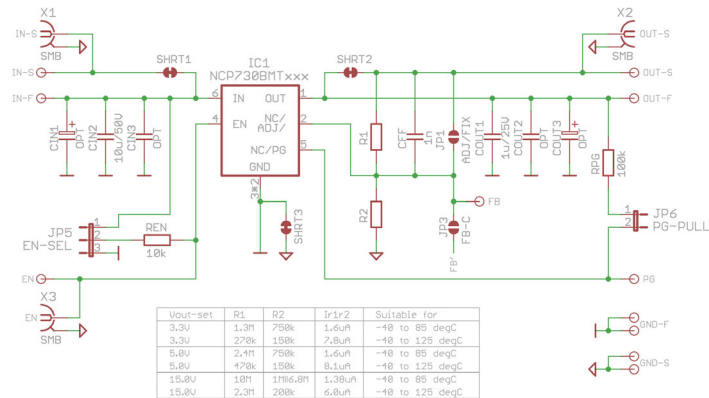 X1
IN-S
SMB
IN-S
SHRT1
IN-F
IC1
NCP730BMTxxx
6 IN OUT 1
4 EN NC/ADJ/ 2
NC/PG 5
GND
3*2
SHRT2
X2
OUT-S
SMB
OUT-S
OUT-F
CIN1
OPT
CIN2
10u/50V
CIN3
OPT
R1
CFF
1n
JP1
ADJ/FIX
COUT1
1u/25V
COUT2
OPT
COUT3
OPT
RPG
100k
JP5
EN-SEL
1
2
3
REN
10k
SHRT3
R2
FB
JP3
FB-C
FB'
1
2
JP6
PG-PULL
EN
PG
X3
EN
SMB
GND-F
GND-S
Vout-set R1 R2 Ir1r2 Suitable for
3.3V 1.3M 750k 1.6uA -40 to 85 degC
3.3V 270k 150k 7.8uA -40 to 125 degC
5.0V 2.4M 750k 1.6uA -40 to 85 degC
5.0V 470k 150k 8.1uA -40 to 125 degC
15.0V 10M 1MII6.8M 1.38uA -40 to 85 degC
15.0V 2.3M 200k 6.0uA -40 to 125 degC